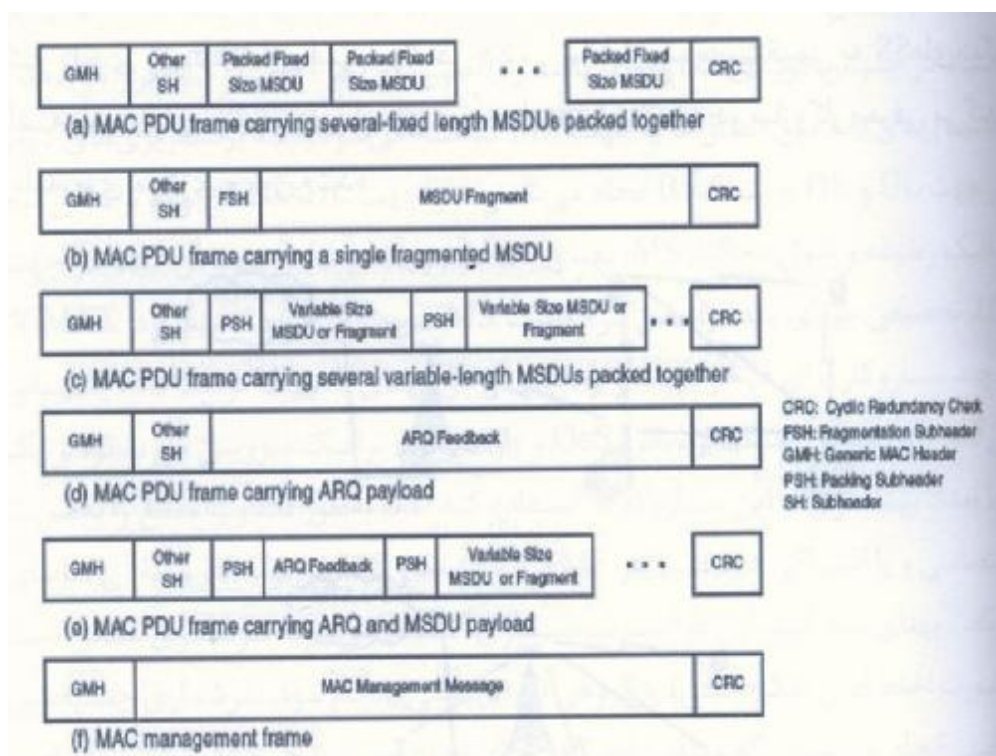 GMH Other SH Packed Fixed Size MSDU Packed Fixed Size MSDU • • • Packed Fixed Size MSDU CRC
(a) MAC PDU frame carrying several-fixed length MSDUs packed together
GMH Other SH FSH MSDU Fragment CRC
(b) MAC PDU frame carrying a single fragmented MSDU
GMH Other SH PSH Variable Size MSDU or Fragment PSH Variable Size MSDU or Fragment • • • CRC
(c) MAC PDU frame carrying several variable-length MSDUs packed together
GMH Other SH ARQ Feedback CRC
(d) MAC PDU frame carrying ARQ payload
GMH Other SH PSH ARQ Feedback PSH Variable Size MSDU or Fragment • • • CRC
(e) MAC PDU frame carrying ARQ and MSDU payload
GMH MAC Management Message CRC
(f) MAC management frame
CRC: Cyclic Redundancy Check
FSH: Fragmentation Subheader
GMH: Generic MAC Header
PSH: Packing Subheader
SH: Subheader